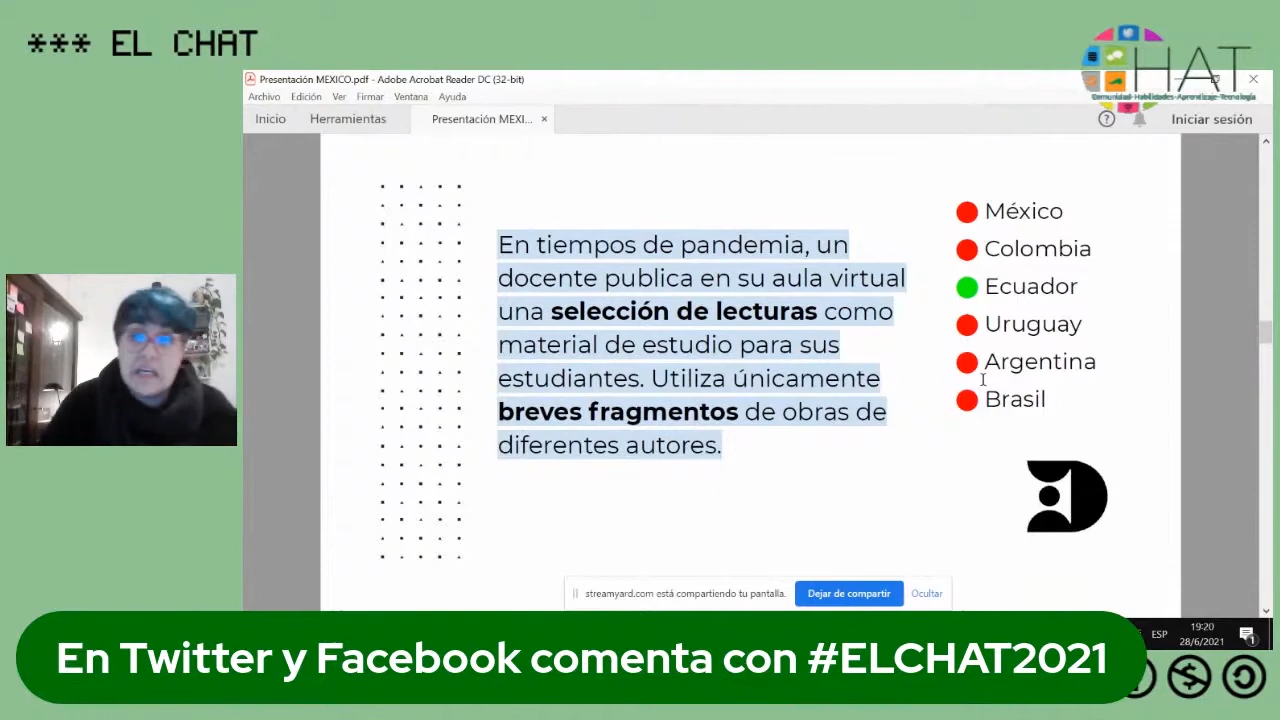 *** EL CHAT
HAT
Comunidad-Habilidades-Aprendizaje-Tecnología
Presentación MEXICO.pdf - Adobe Acrobat Reader DC (32-bit)
Archivo Edición Ver Firmar Ventana Ayuda
Inicio Herramientas Presentación MEXI... × Iniciar sesión
En tiempos de pandemia, un
docente publica en su aula virtual
una selección de lecturas como
material de estudio para sus
estudiantes. Utiliza únicamente
breves fragmentos de obras de
diferentes autores.
México
Colombia
Ecuador
Uruguay
Argentina
Brasil
streamyard.com está compartiendo tu pantalla. Dejar de compartir Ocultar
ESP 19:20
28/6/2021
En Twitter y Facebook comenta con #ELCHAT2021